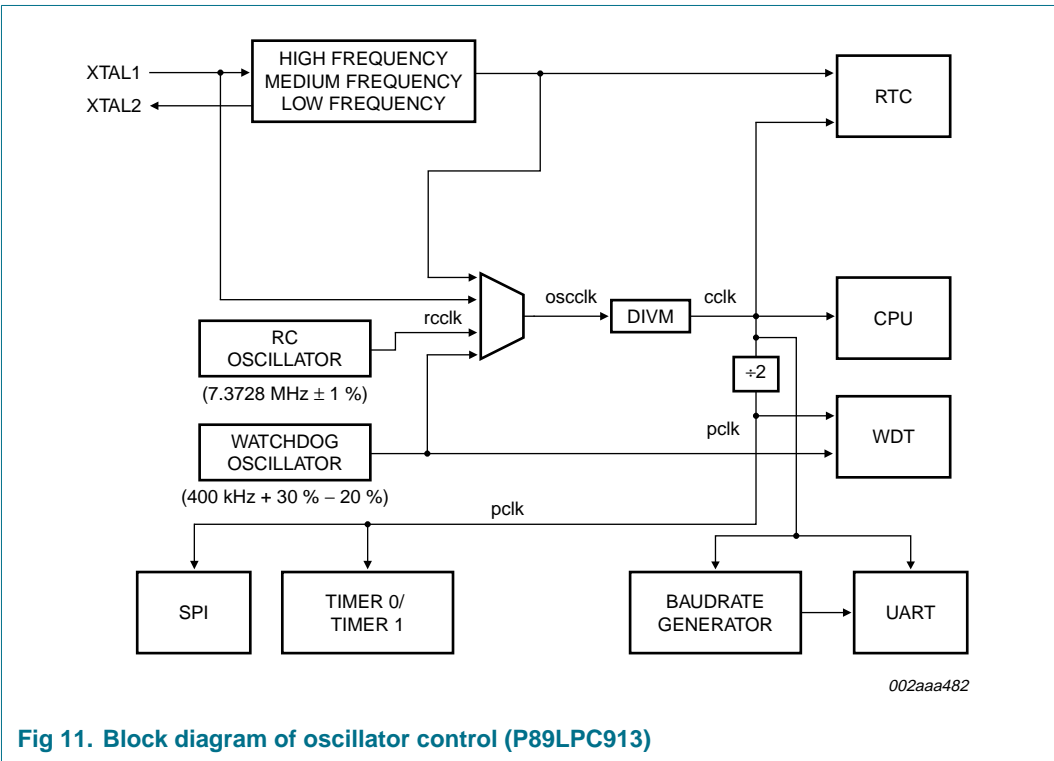 XTAL1
XTAL2
HIGH FREQUENCY
MEDIUM FREQUENCY
LOW FREQUENCY
RTC
oscclk
cclk
rcclk
DIVM
CPU
RC
OSCILLATOR
(7.3728 MHz ± 1 %)
÷2
pclk
WDT
WATCHDOG
OSCILLATOR
(400 kHz + 30 % − 20 %)
pclk
SPI
TIMER 0/
TIMER 1
BAUDRATE
GENERATOR
UART
002aaa482
Fig 11. Block diagram of oscillator control (P89LPC913)